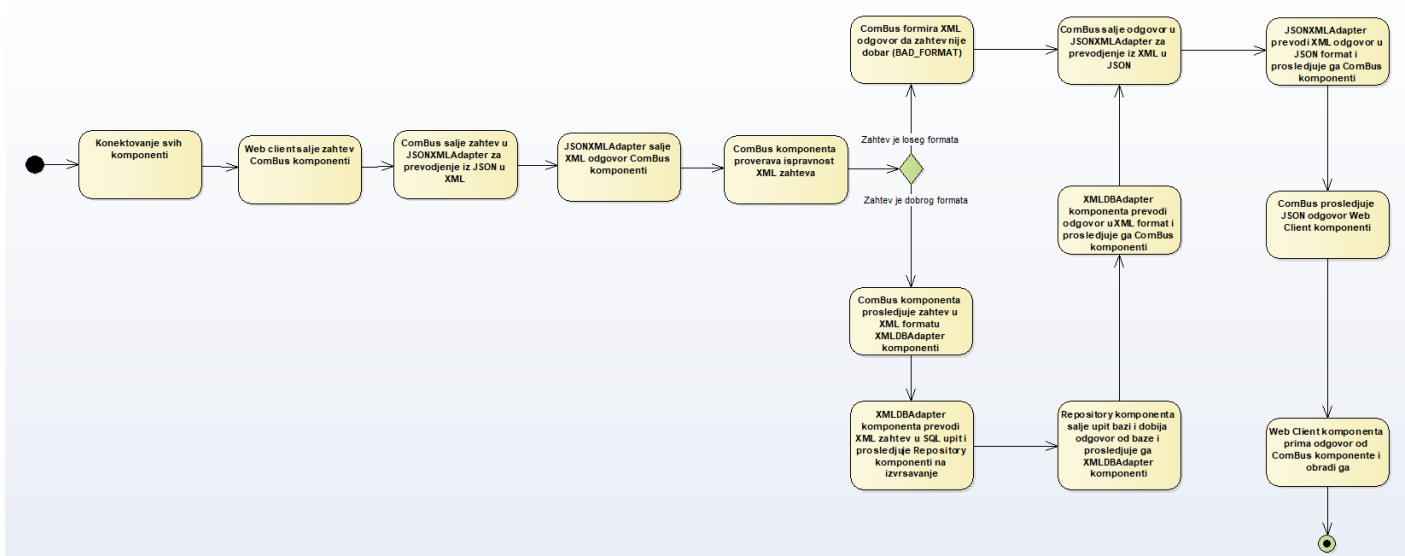 Konektovanje svih
komponenti
Web client salje zahtev
ComBus komponenti
ComBus salje zahtev u
JSONXMLAdapter za
prevodjenje iz JSON u
XML
JSONXMLAdapter salje
XML odgovor ComBus
komponenti
ComBus komponenta
proverava ispravnost
XML zahteva
Zahtev je loseg formata
Zahtev je dobrog formata
ComBus formira XML
odgovor da zahtev nije
dobar (BAD_FORMAT)
ComBus salje odgovor u
JSONXMLAdapter za
prevodjenje iz XML u
JSON
JSONXMLAdapter
prevodi XML odgovor u
JSON format i
prosledjuje ga ComBus
komponenti
ComBus komponenta
prosledjuje zahtev u
XML formatu
XMLDBAdapter
komponenti
XMLDBAdapter
komponenta prevodi
XML zahtev u SQL upit i
prosledjuje Repository
komponenti na
izvrsavanje
Repository komponenta
salje upit bazi i dobija
odgovor od baze i
prosledjuje ga
XMLDBAdapter
komponenti
XMLDBAdapter
komponenta prevodi
odgovor u XML format i
prosledjuje ga ComBus
komponenti
ComBus prosledjuje
JSON odgovor Web
Client komponenti
Web Client komponenta
prima odgovor od
ComBus komponente i
obradi ga